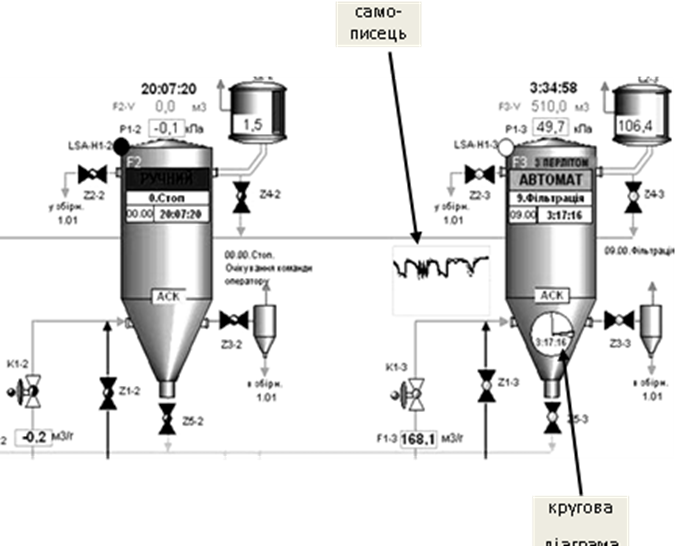 само-
писець
20:07:20
F2-V 0,0 м3
P1-2 -0,1 кПа
1,5
LSA-H1-2
F2
РУЧНИЙ
0.Стоп
00.00 20:07:20
Z2-2
Z4-2
у збірн.
1.01
00.00.Стоп.
Очікування команди
оператору
АСК
Z3-2
в збірн.
1.01
K1-2
Z1-2
Z5-2
-0,2 м3/г
3:34:58
F3-V 510,0 м3
P1-3 49,7 кПа
106,4
LSA-H1-3
F3 З ПЕРЛІТОМ
АВТОМАТ
9.Фільтрація
09.00 3:17:16
Z2-3
Z4-3
у збірн.
1.01
09.00.Фільтрація
АСК
3:17:16
Z3-3
в збірн.
1.01
K1-3
Z1-3
F1-3 168,1 м3/г
кругова
діаграма